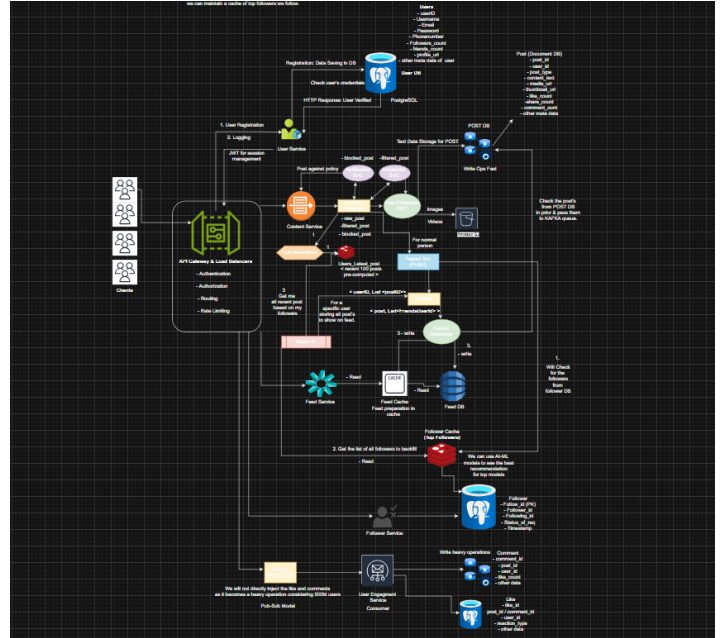 we can maintain a cache of top followers we follow.
Users
- userID
- Username
- Email
- Password
- Phonenumber
- Followers_count
- friends_count
- profile_url
- other meta data of user
Registration: Data Saving in DB
User DB
Check user's credentials
HTTP Response: User Verified
PostgreSQL
Post (Document DB)
- post_id
- user_id
- post_type
- content_text
- media_url
- thumbnail_url
- like_count
-share_count
- comment_count
- other meta data
1. User Registration
2. Logging
User Service
JWT for session
management
POST DB
Text Data Storage for POST
Write Ops Fast
- blocked_post
-filtered_post
Post against policy
Content Service
- raw_post
-filtered_post
- blocked_post
Images
Videos
Check the post's
from POST DB
in prior & pass them
to KAFKA queue.
For normal
person
Clients
API Gateway & Load Balancers
- Authentication
- Authorization
- Routing
- Rate Limiting
1
1
Users_Latest_post
< recent 100 posts
pre-computed >
3
Get me
all recent post
based on my
followers
For a
specific user
storing all post's
to show on feed.
< userID, List <postID>>
< post, List>FriendsUserId> >
3 - write
3.
- write
1.
Will Check
for the
followers
from
follower DB
- Read
Feed Service
CACHE
Feed Cache
Feed preparation in
cache
- Read
Feed DB
Follower Cache
(Top Followers)
2. Get the list of all followers to backfill
- Read
We can use AI-ML
models to see the best
recommendation
for top models
Follower
- Follow_id (PK)
- Follower_id
- Following_id
- Status_of_req
- Timestamp
Follower Service
We will not directly inject the like and comments
as it becomes a heavy operation considering 500M users
Pub-Sub Model
User Engagment
Service
Consumer
Write heavy operations
Comment
- comment_id
- post_id
- user_id
- like_count
- other data
Like
- like_id
post_id / comment_id
- user_id
- reaction_type
- other data